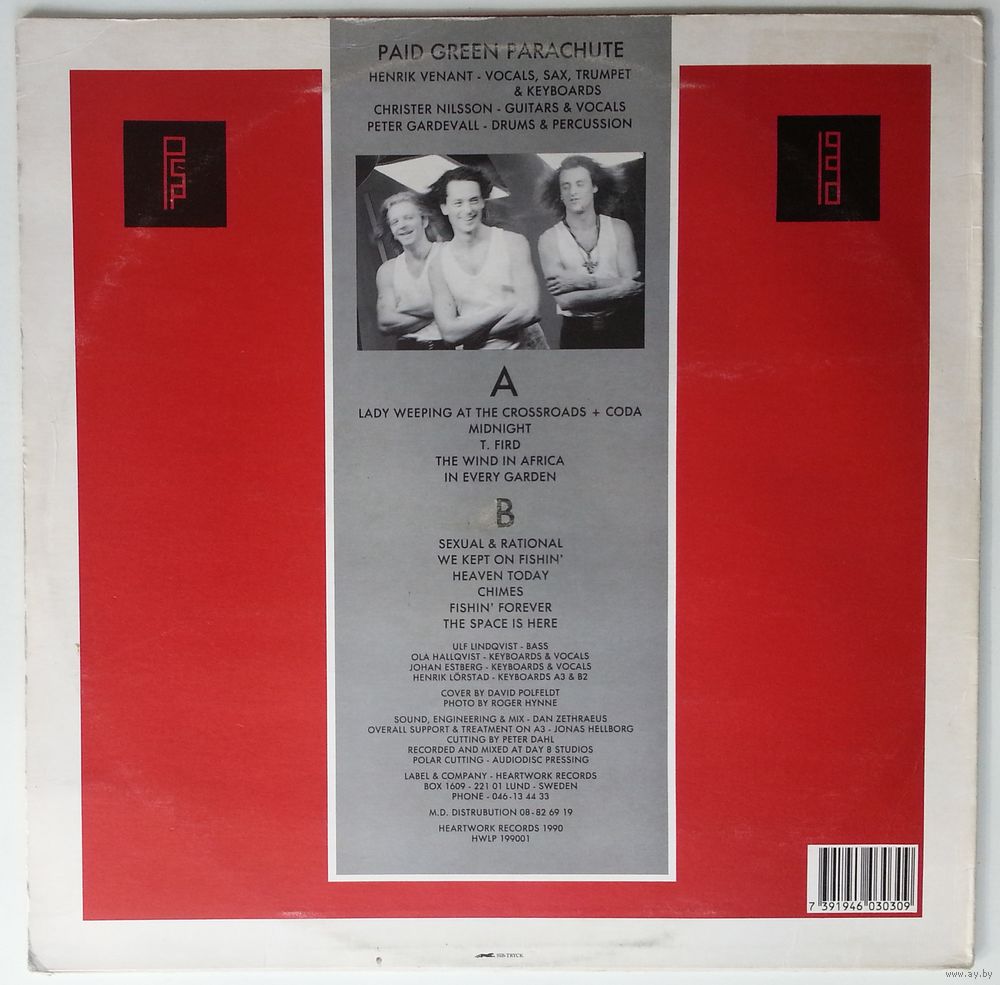 PAID GREEN PARACHUTE
HENRIK VENANT - VOCALS, SAX, TRUMPET
& KEYBOARDS
CHRISTER NILSSON - GUITARS & VOCALS
PETER GARDEVALL - DRUMS & PERCUSSION
PGP
1990
A
LADY WEEPING AT THE CROSSROADS + CODA
MIDNIGHT
T. FIRD
THE WIND IN AFRICA
IN EVERY GARDEN
B
SEXUAL & RATIONAL
WE KEPT ON FISHIN'
HEAVEN TODAY
CHIMES
FISHIN' FOREVER
THE SPACE IS HERE
ULF LINDQVIST - BASS
OLA HALLQVIST - KEYBOARDS & VOCALS
JOHAN ESTBERG - KEYBOARDS & VOCALS
HENRIK LÖRSTAD - KEYBOARDS A3 & B2
COVER BY DAVID POLFELDT
PHOTO BY ROGER HYNNE
SOUND, ENGINEERING & MIX - DAN ZETHRAEUS
OVERALL SUPPORT & TREATMENT ON A3 - JONAS HELLBORG
CUTTING BY PETER DAHL
RECORDED AND MIXED AT DAY 8 STUDIOS
POLAR CUTTING - AUDIODISC PRESSING
LABEL & COMPANY - HEARTWORK RECORDS
BOX 1609 - 221 01 LUND - SWEDEN
PHONE - 046-13 44 33
M.D. DISTRUBUTION 08-82 69 19
HEARTWORK RECORDS 1990
HWLP 199001
7 391946 030309
FIB-TRYCK
www.ay.by